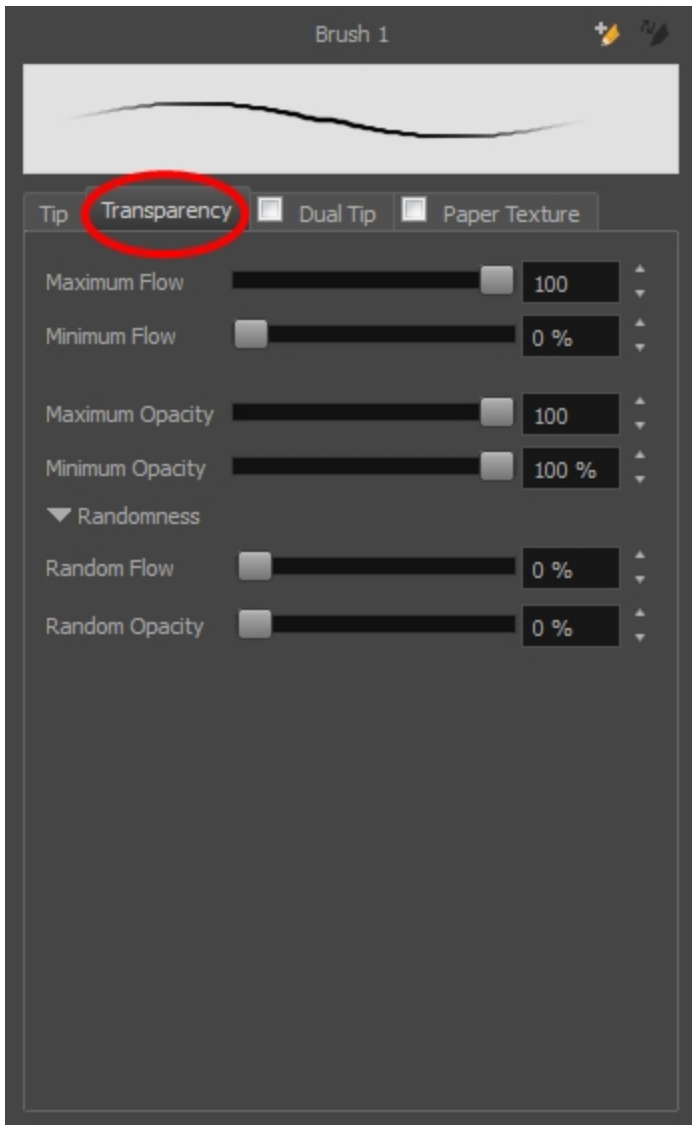 Brush 1
Tip Transparency Dual Tip Paper Texture
Maximum Flow 100
Minimum Flow 0 %
Maximum Opacity 100
Minimum Opacity 100 %
Randomness
Random Flow 0 %
Random Opacity 0 %